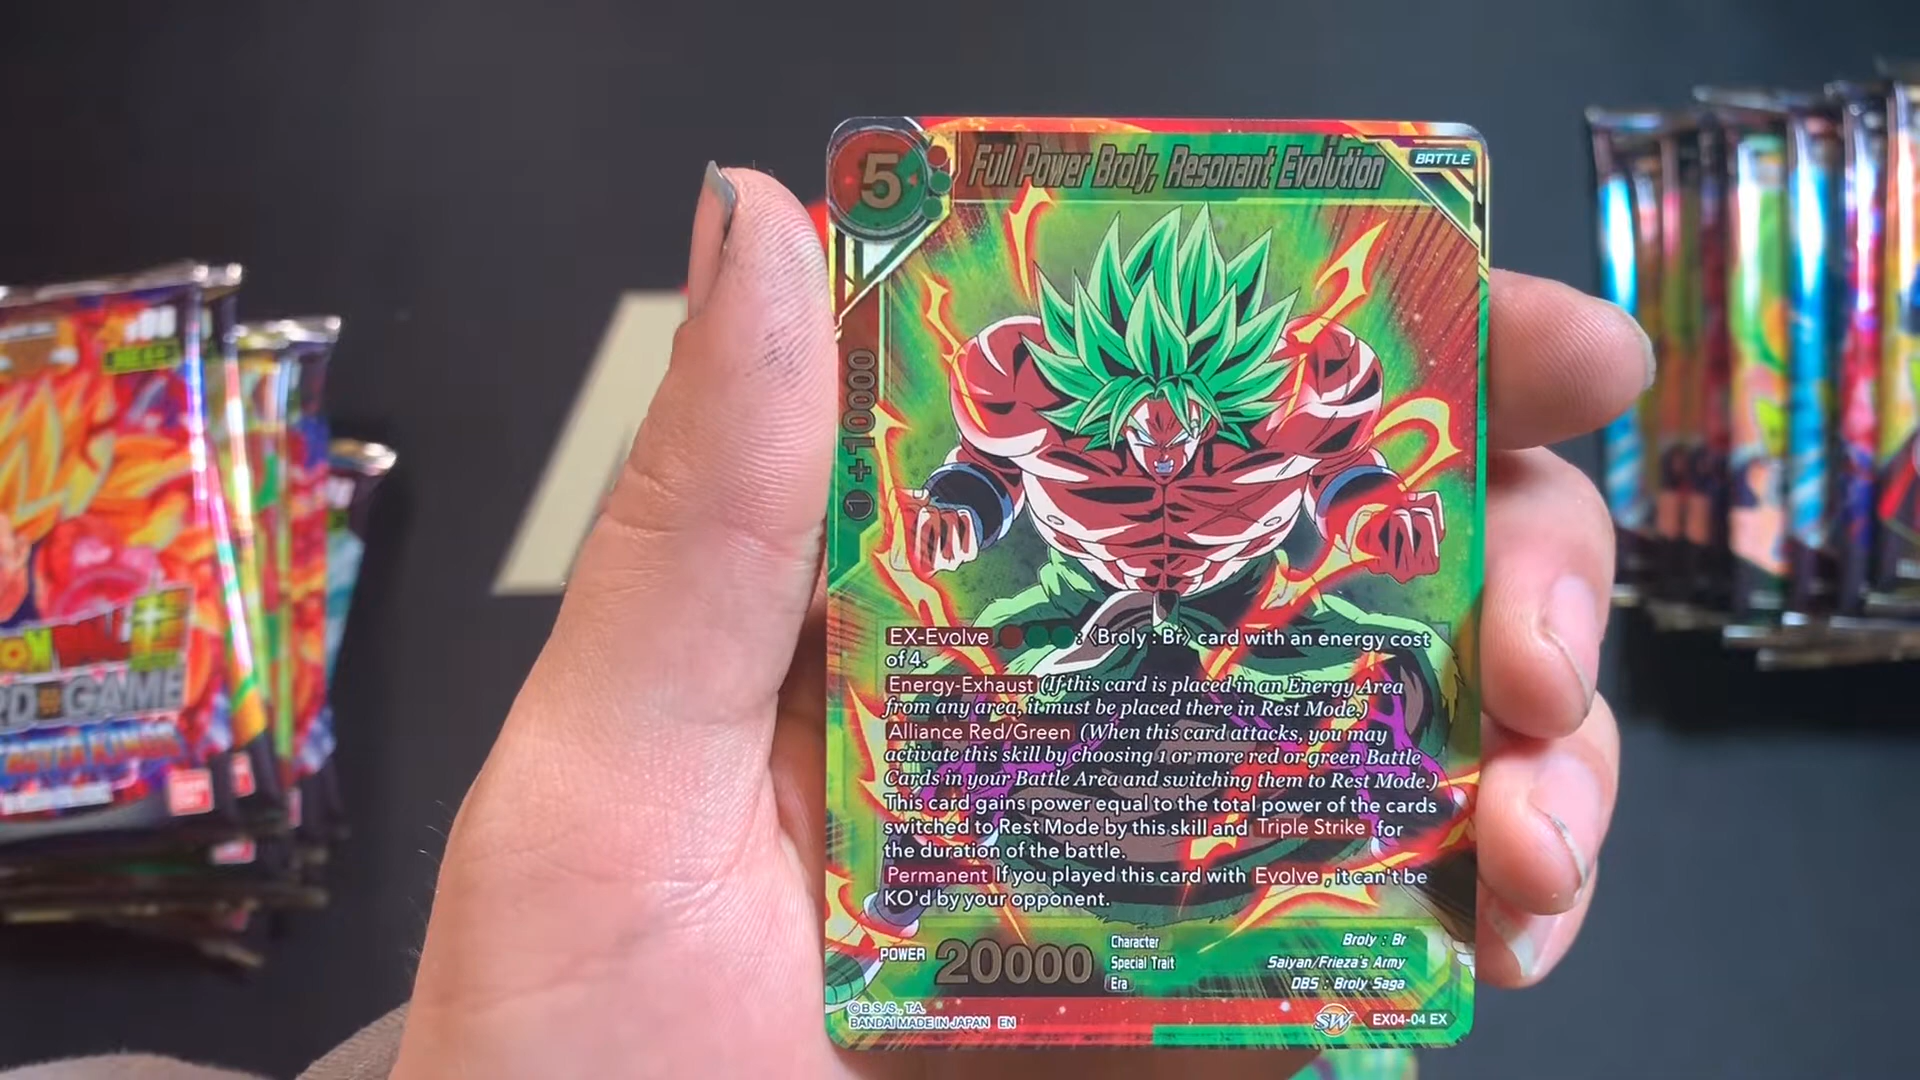 5
Full Power Broly, Resonant Evolution
BATTLE
1 +10000
EX-Evolve : ⟨Broly : Br⟩ card with an energy cost
of 4.
Energy-Exhaust (If this card is placed in an Energy Area
from any area, it must be placed there in Rest Mode.)
Alliance Red/Green (When this card attacks, you may
activate this skill by choosing 1 or more red or green Battle
Cards in your Battle Area and switching them to Rest Mode.)
This card gains power equal to the total power of the cards
switched to Rest Mode by this skill and Triple Strike for
the duration of the battle.
Permanent If you played this card with Evolve, it can't be
KO'd by your opponent.
POWER 20000
Character Broly : Br
Special Trait Saiyan/Frieza's Army
Era DBS : Broly Saga
©B.S./S., T.A.
BANDAI MADE IN JAPAN EN
SW EX04-04 EX
GAME